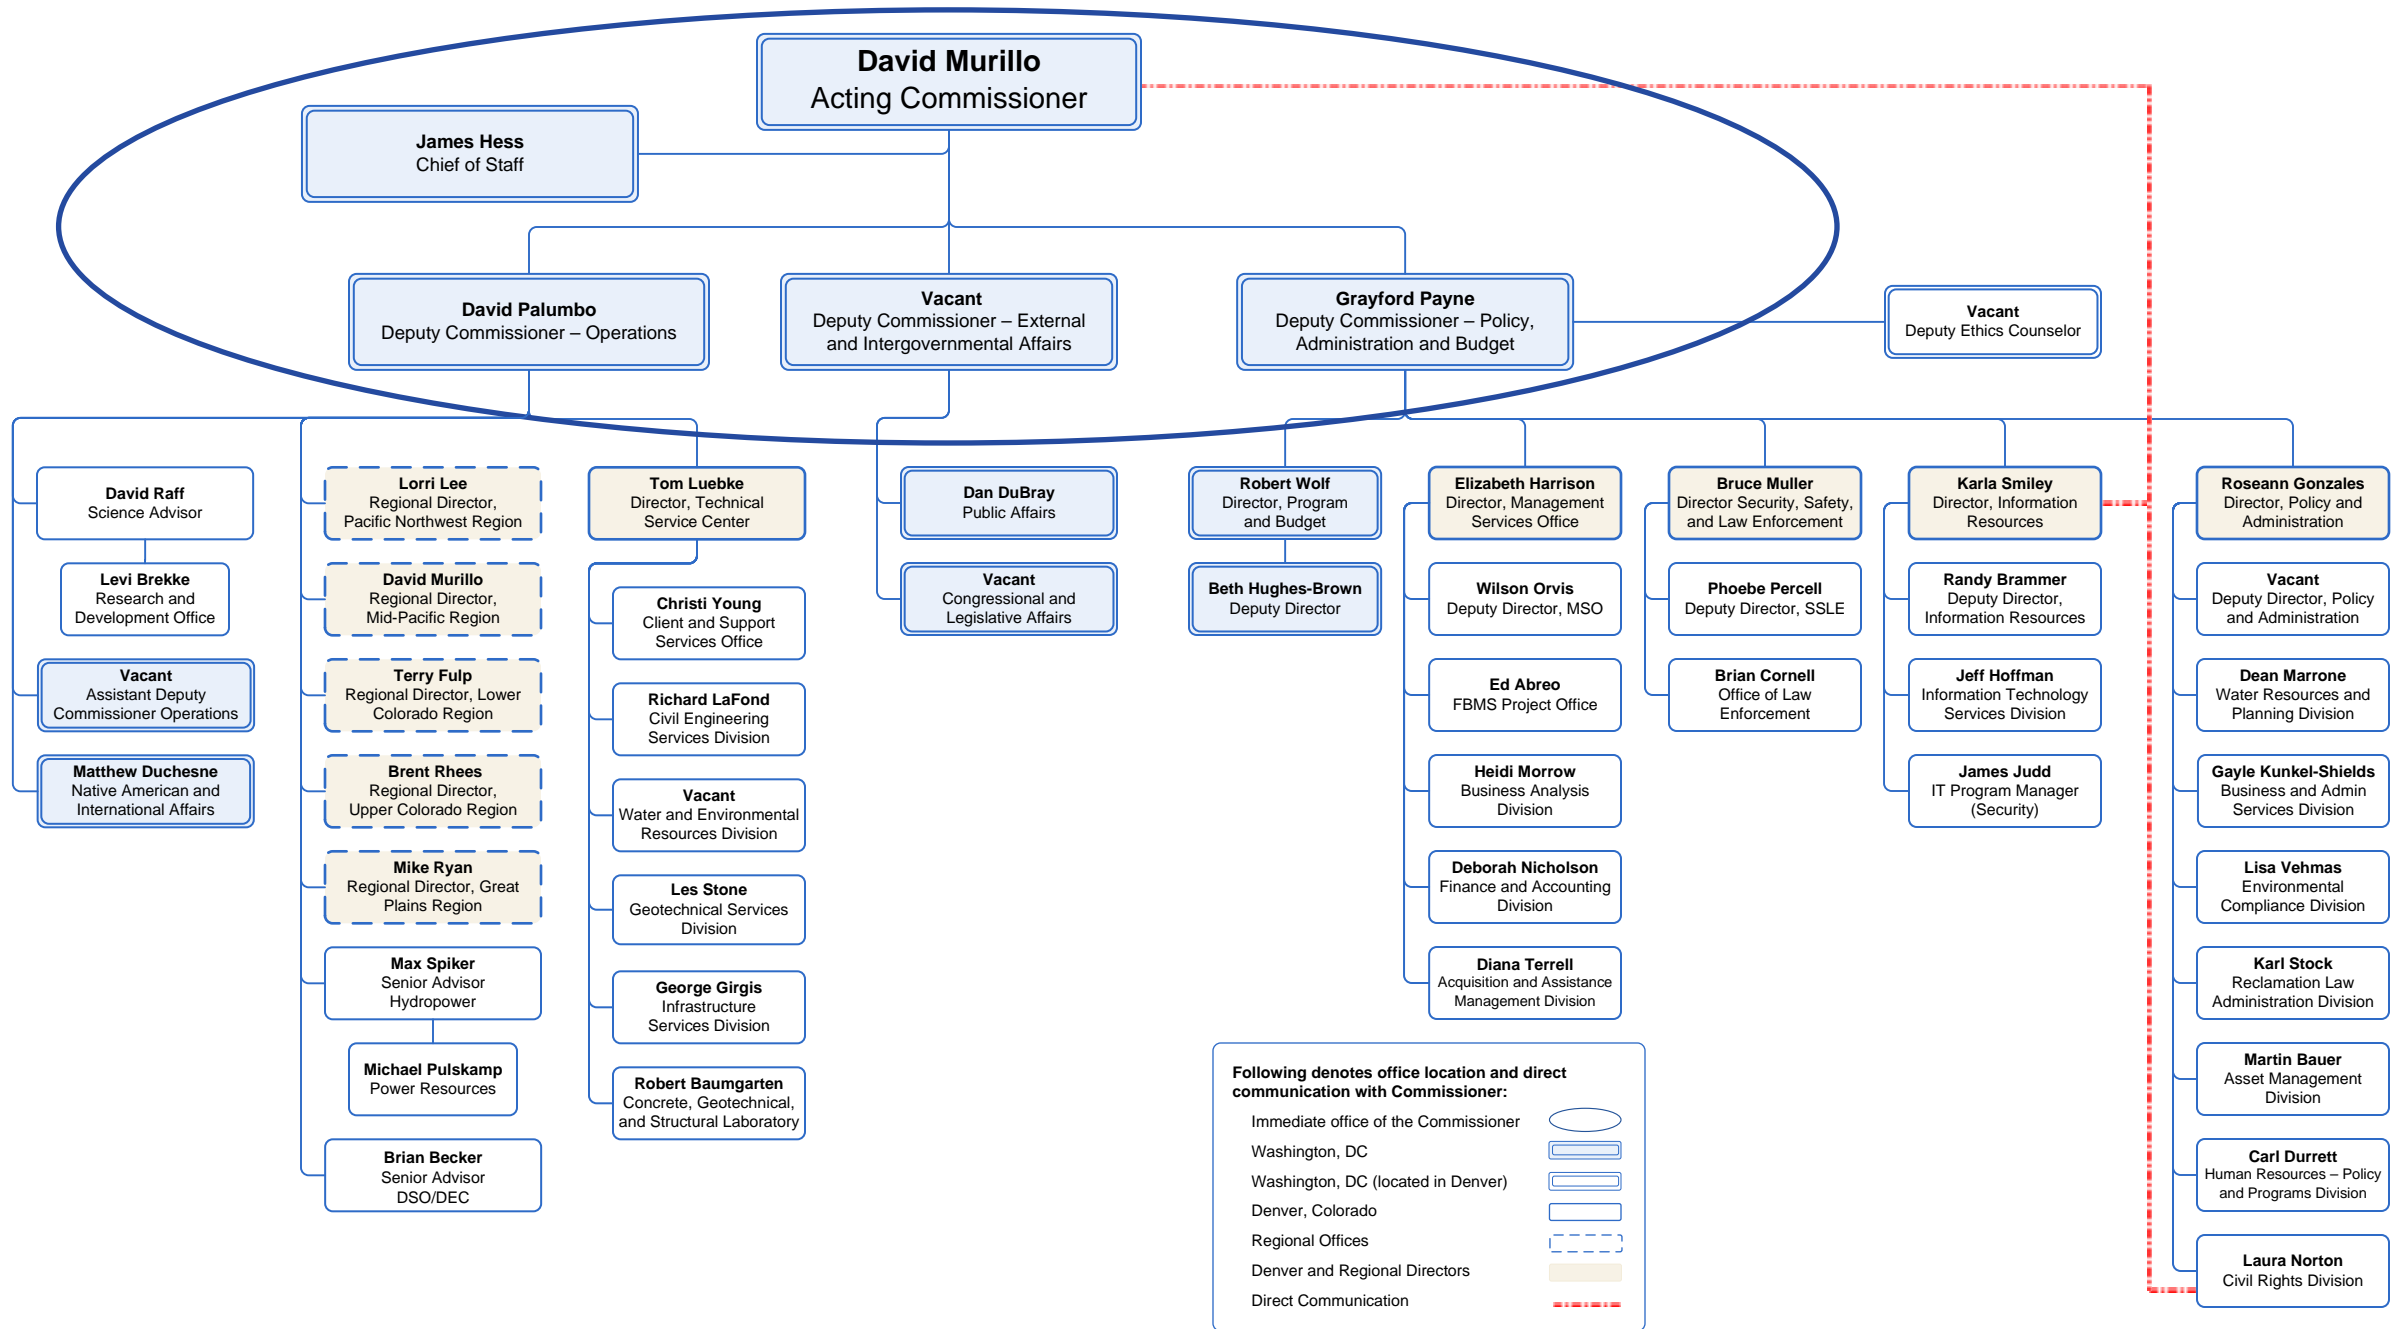 David Murillo
Acting Commissioner
James Hess
Chief of Staff
David Palumbo
Deputy Commissioner – Operations
Vacant
Deputy Commissioner – External
and Intergovernmental Affairs
Grayford Payne
Deputy Commissioner – Policy,
Administration and Budget
Vacant
Deputy Ethics Counselor
David Raff
Science Advisor
Levi Brekke
Research and
Development Office
Vacant
Assistant Deputy
Commissioner Operations
Matthew Duchesne
Native American and
International Affairs
Lorri Lee
Regional Director,
Pacific Northwest Region
David Murillo
Regional Director,
Mid-Pacific Region
Terry Fulp
Regional Director, Lower
Colorado Region
Brent Rhees
Regional Director,
Upper Colorado Region
Mike Ryan
Regional Director, Great
Plains Region
Max Spiker
Senior Advisor
Hydropower
Michael Pulskamp
Power Resources
Brian Becker
Senior Advisor
DSO/DEC
Tom Luebke
Director, Technical
Service Center
Christi Young
Client and Support
Services Office
Richard LaFond
Civil Engineering
Services Division
Vacant
Water and Environmental
Resources Division
Les Stone
Geotechnical Services
Division
George Girgis
Infrastructure
Services Division
Robert Baumgarten
Concrete, Geotechnical,
and Structural Laboratory
Dan DuBray
Public Affairs
Vacant
Congressional and
Legislative Affairs
Robert Wolf
Director, Program
and Budget
Beth Hughes-Brown
Deputy Director
Elizabeth Harrison
Director, Management
Services Office
Wilson Orvis
Deputy Director, MSO
Ed Abreo
FBMS Project Office
Heidi Morrow
Business Analysis
Division
Deborah Nicholson
Finance and Accounting
Division
Diana Terrell
Acquisition and Assistance
Management Division
Bruce Muller
Director Security, Safety,
and Law Enforcement
Phoebe Percell
Deputy Director, SSLE
Brian Cornell
Office of Law
Enforcement
Karla Smiley
Director, Information
Resources
Randy Brammer
Deputy Director,
Information Resources
Jeff Hoffman
Information Technology
Services Division
James Judd
IT Program Manager
(Security)
Roseann Gonzales
Director, Policy and
Administration
Vacant
Deputy Director, Policy
and Administration
Dean Marrone
Water Resources and
Planning Division
Gayle Kunkel-Shields
Business and Admin
Services Division
Lisa Vehmas
Environmental
Compliance Division
Karl Stock
Reclamation Law
Administration Division
Martin Bauer
Asset Management
Division
Carl Durrett
Human Resources – Policy
and Programs Division
Laura Norton
Civil Rights Division
Following denotes office location and direct
communication with Commissioner:
Immediate office of the Commissioner
Washington, DC
Washington, DC (located in Denver)
Denver, Colorado
Regional Offices
Denver and Regional Directors
Direct Communication